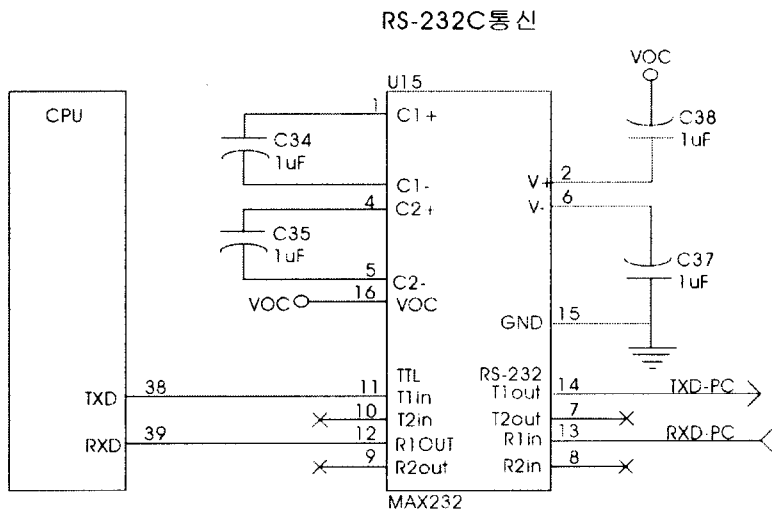 RS-232C통신
VOC
U15
CPU
1
C1+
C34
1uF
C38
1uF
C1-
4
C2+
V+
2
V-
6
C35
1uF
C37
1uF
5
C2-
VOC
16
VOC
GND
15
TTL
RS-232
TXD
38
11
T1in
T1out
14
TXD-PC
10
T2in
T2out
7
RXD
39
12
R1OUT
R1in
13
RXD-PC
9
R2out
R2in
8
MAX232